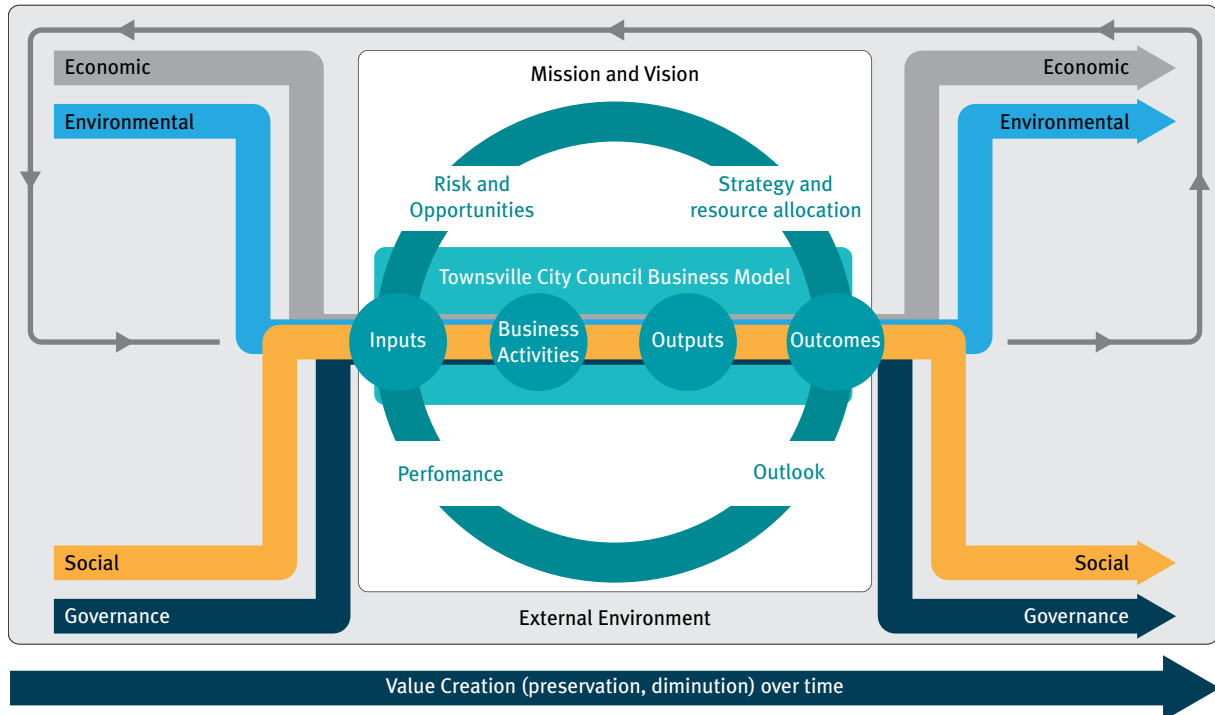 Economic
Environmental
Mission and Vision
Economic
Environmental
Risk and
Opportunities
Strategy and
resource allocation
Townsville City Council Business Model
Inputs
Business
Activities
Outputs
Outcomes
Perfomance
Outlook
Social
Governance
External Environment
Social
Governance
Value Creation (preservation, diminution) over time